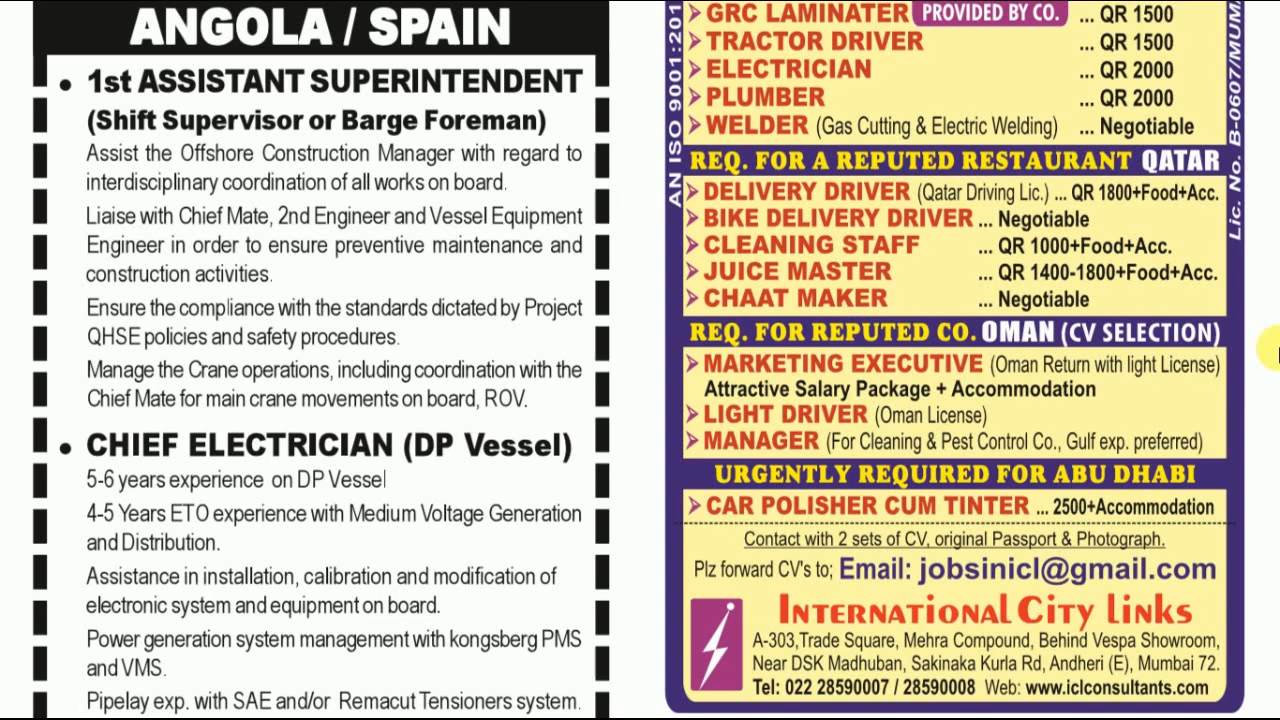 ANGOLA / SPAIN
• 1st ASSISTANT SUPERINTENDENT
(Shift Supervisor or Barge Foreman)
Assist the Offshore Construction Manager with regard to
interdisciplinary coordination of all works on board.
Liaise with Chief Mate, 2nd Engineer and Vessel Equipment
Engineer in order to ensure preventive maintenance and
construction activities.
Ensure the compliance with the standards dictated by Project
QHSE policies and safety procedures.
Manage the Crane operations, including coordination with the
Chief Mate for main crane movements on board, ROV.
• CHIEF ELECTRICIAN (DP Vessel)
5-6 years experience on DP Vessel
4-5 Years ETO experience with Medium Voltage Generation
and Distribution.
Assistance in installation, calibration and modification of
electronic system and equipment on board.
Power generation system management with kongsberg PMS
and VMS.
Pipelay exp. with SAE and/or Remacut Tensioners system.
AN ISO 9001:201
GRC LAMINATER PROVIDED BY CO. ... QR 1500
TRACTOR DRIVER ... QR 1500
ELECTRICIAN ... QR 2000
PLUMBER ... QR 2000
WELDER (Gas Cutting & Electric Welding) ... Negotiable
REQ. FOR A REPUTED RESTAURANT QATAR
DELIVERY DRIVER (Qatar Driving Lic.) ... QR 1800+Food+Acc.
BIKE DELIVERY DRIVER ... Negotiable
CLEANING STAFF ... QR 1000+Food+Acc.
JUICE MASTER ... QR 1400-1800+Food+Acc.
CHAAT MAKER ... Negotiable
REQ. FOR REPUTED CO. OMAN (CV SELECTION)
MARKETING EXECUTIVE (Oman Return with light License)
Attractive Salary Package + Accommodation
LIGHT DRIVER (Oman License)
MANAGER (For Cleaning & Pest Control Co., Gulf exp. preferred)
URGENTLY REQUIRED FOR ABU DHABI
CAR POLISHER CUM TINTER ... 2500+Accommodation
Contact with 2 sets of CV, original Passport & Photograph.
Plz forward CV's to; Email: jobsinicl@gmail.com
INTERNATIONAL CITY LINKS
A-303,Trade Square, Mehra Compound, Behind Vespa Showroom,
Near DSK Madhuban, Sakinaka Kurla Rd, Andheri (E), Mumbai 72.
Tel: 022 28590007 / 28590008 Web: www.iclconsultants.com
Lic. No. B-0607/MUM